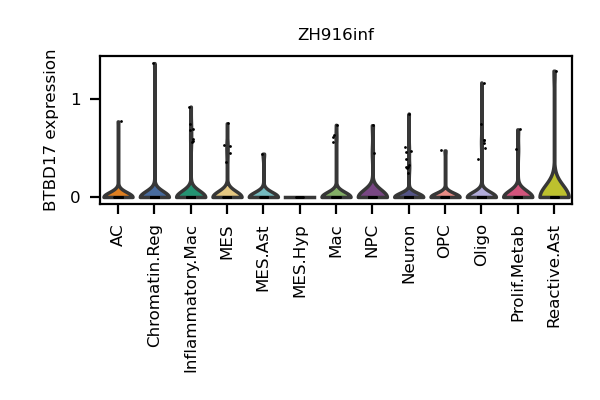 ZH916inf
BTBD17 expression
1
0
AC
Chromatin.Reg
Inflammatory.Mac
MES
MES.Ast
MES.Hyp
Mac
NPC
Neuron
OPC
Oligo
Prolif.Metab
Reactive.Ast